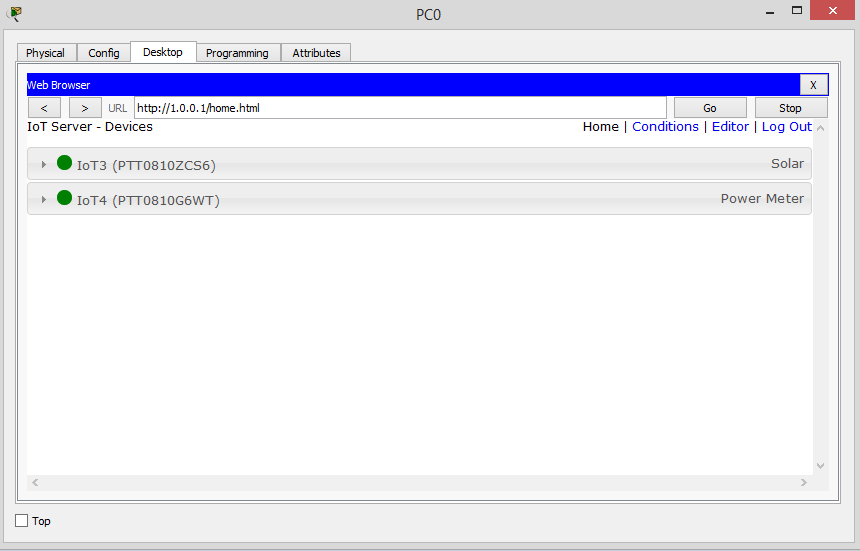 PC0
Physical Config Desktop Programming Attributes
Web Browser X
< > URL http://1.0.0.1/home.html Go Stop
IoT Server - Devices Home | Conditions | Editor | Log Out
IoT3 (PTT0810ZCS6) Solar
IoT4 (PTT0810G6WT) Power Meter
Top